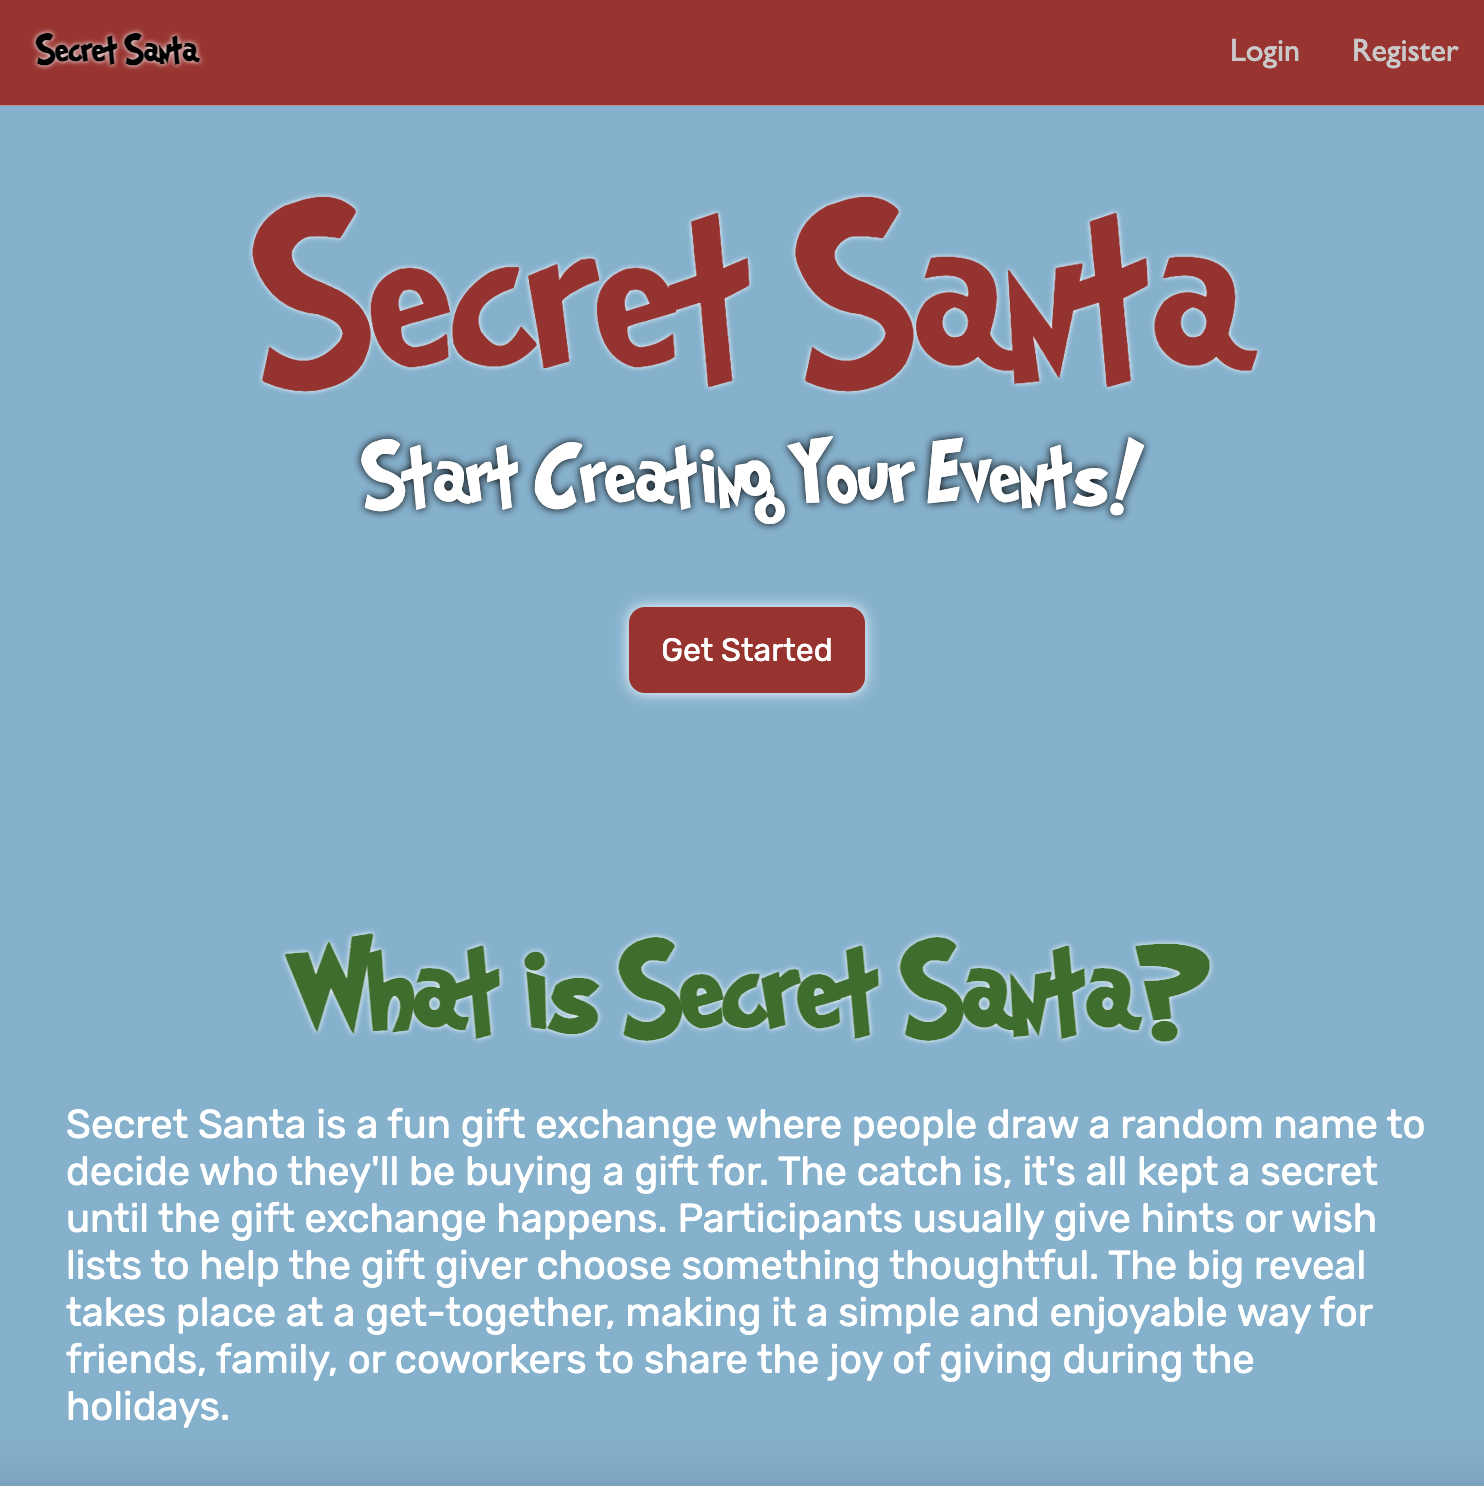 Secret Santa
Login
Register
Secret Santa
Start Creating Your Events!
Get Started
What is Secret Santa?
Secret Santa is a fun gift exchange where people draw a random name to
decide who they'll be buying a gift for. The catch is, it's all kept a secret
until the gift exchange happens. Participants usually give hints or wish
lists to help the gift giver choose something thoughtful. The big reveal
takes place at a get-together, making it a simple and enjoyable way for
friends, family, or coworkers to share the joy of giving during the
holidays.